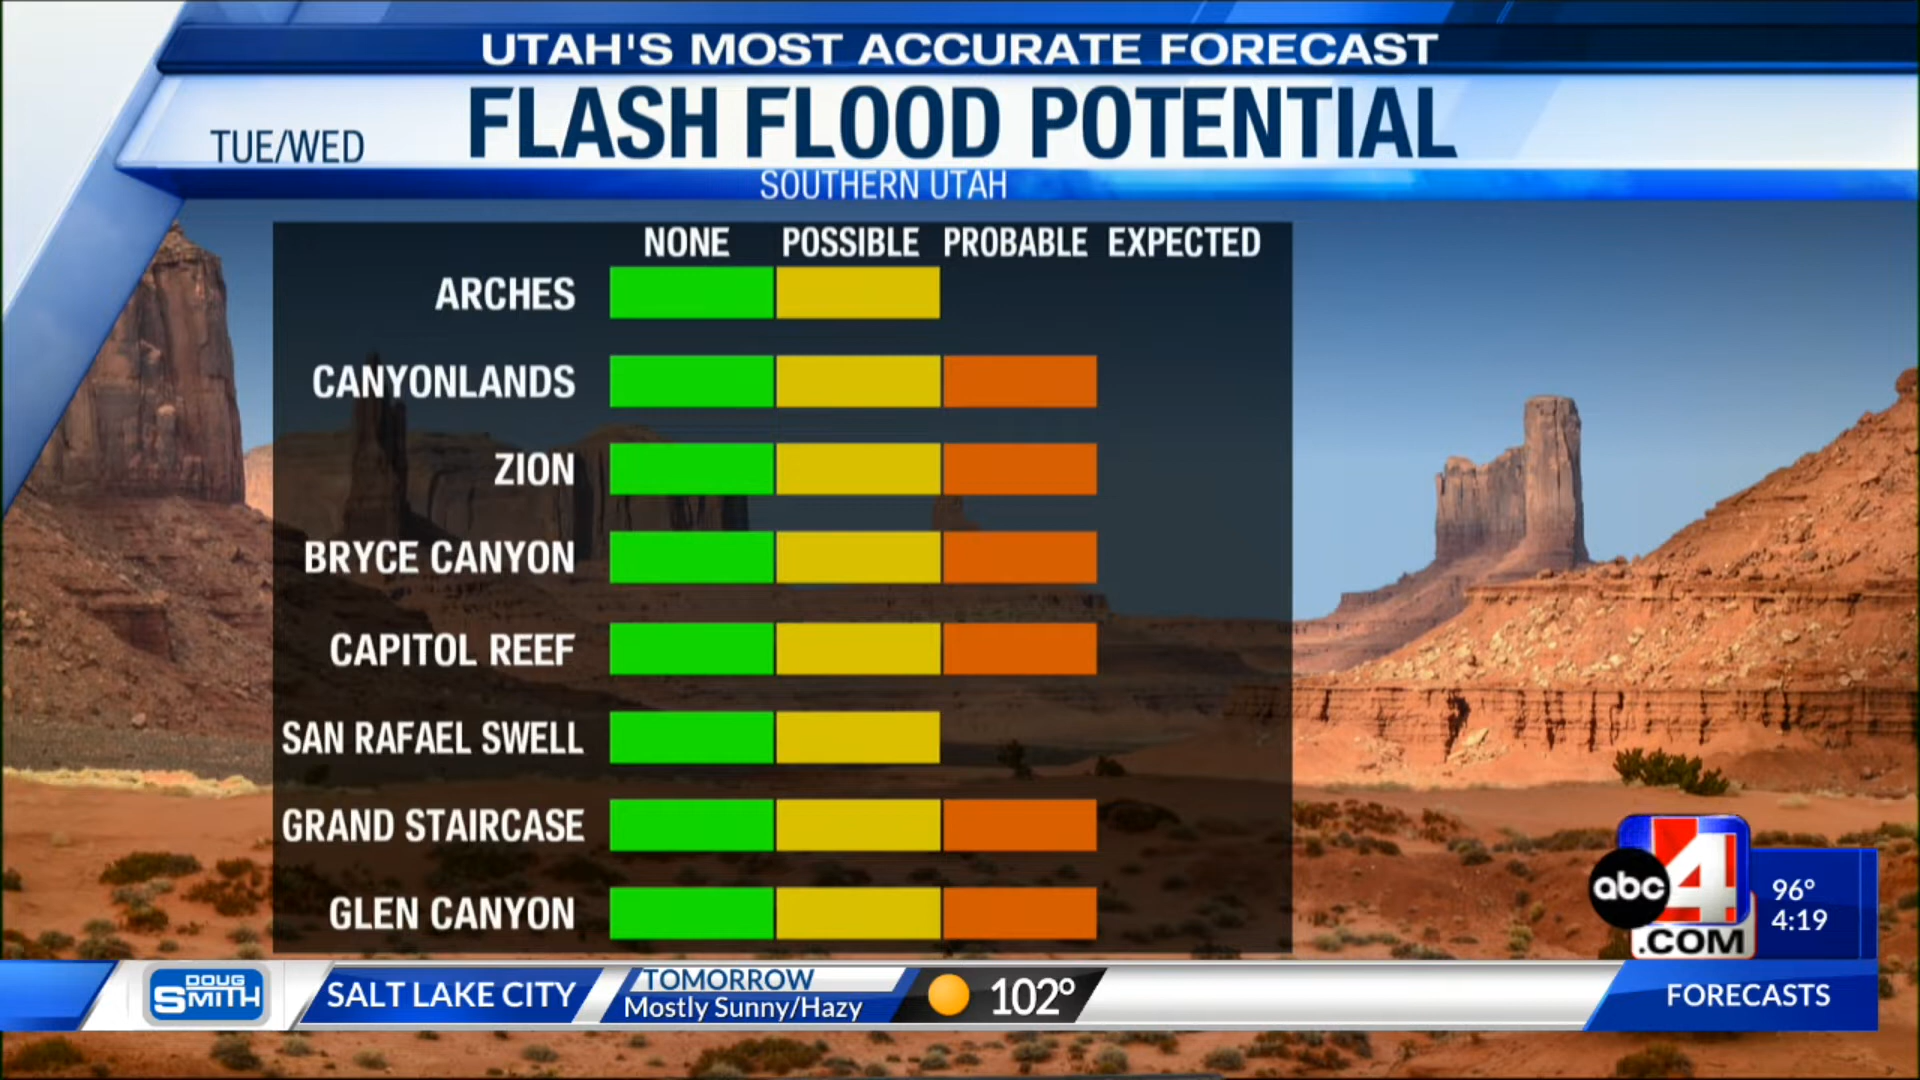 UTAH'S MOST ACCURATE FORECAST
TUE/WED
FLASH FLOOD POTENTIAL
SOUTHERN UTAH
NONE POSSIBLE PROBABLE EXPECTED
ARCHES
CANYONLANDS
ZION
BRYCE CANYON
CAPITOL REEF
SAN RAFAEL SWELL
GRAND STAIRCASE
GLEN CANYON
abc 4
.COM
96°
4:19
DOUG
SMITH
SALT LAKE CITY
TOMORROW
Mostly Sunny/Hazy
102°
FORECASTS